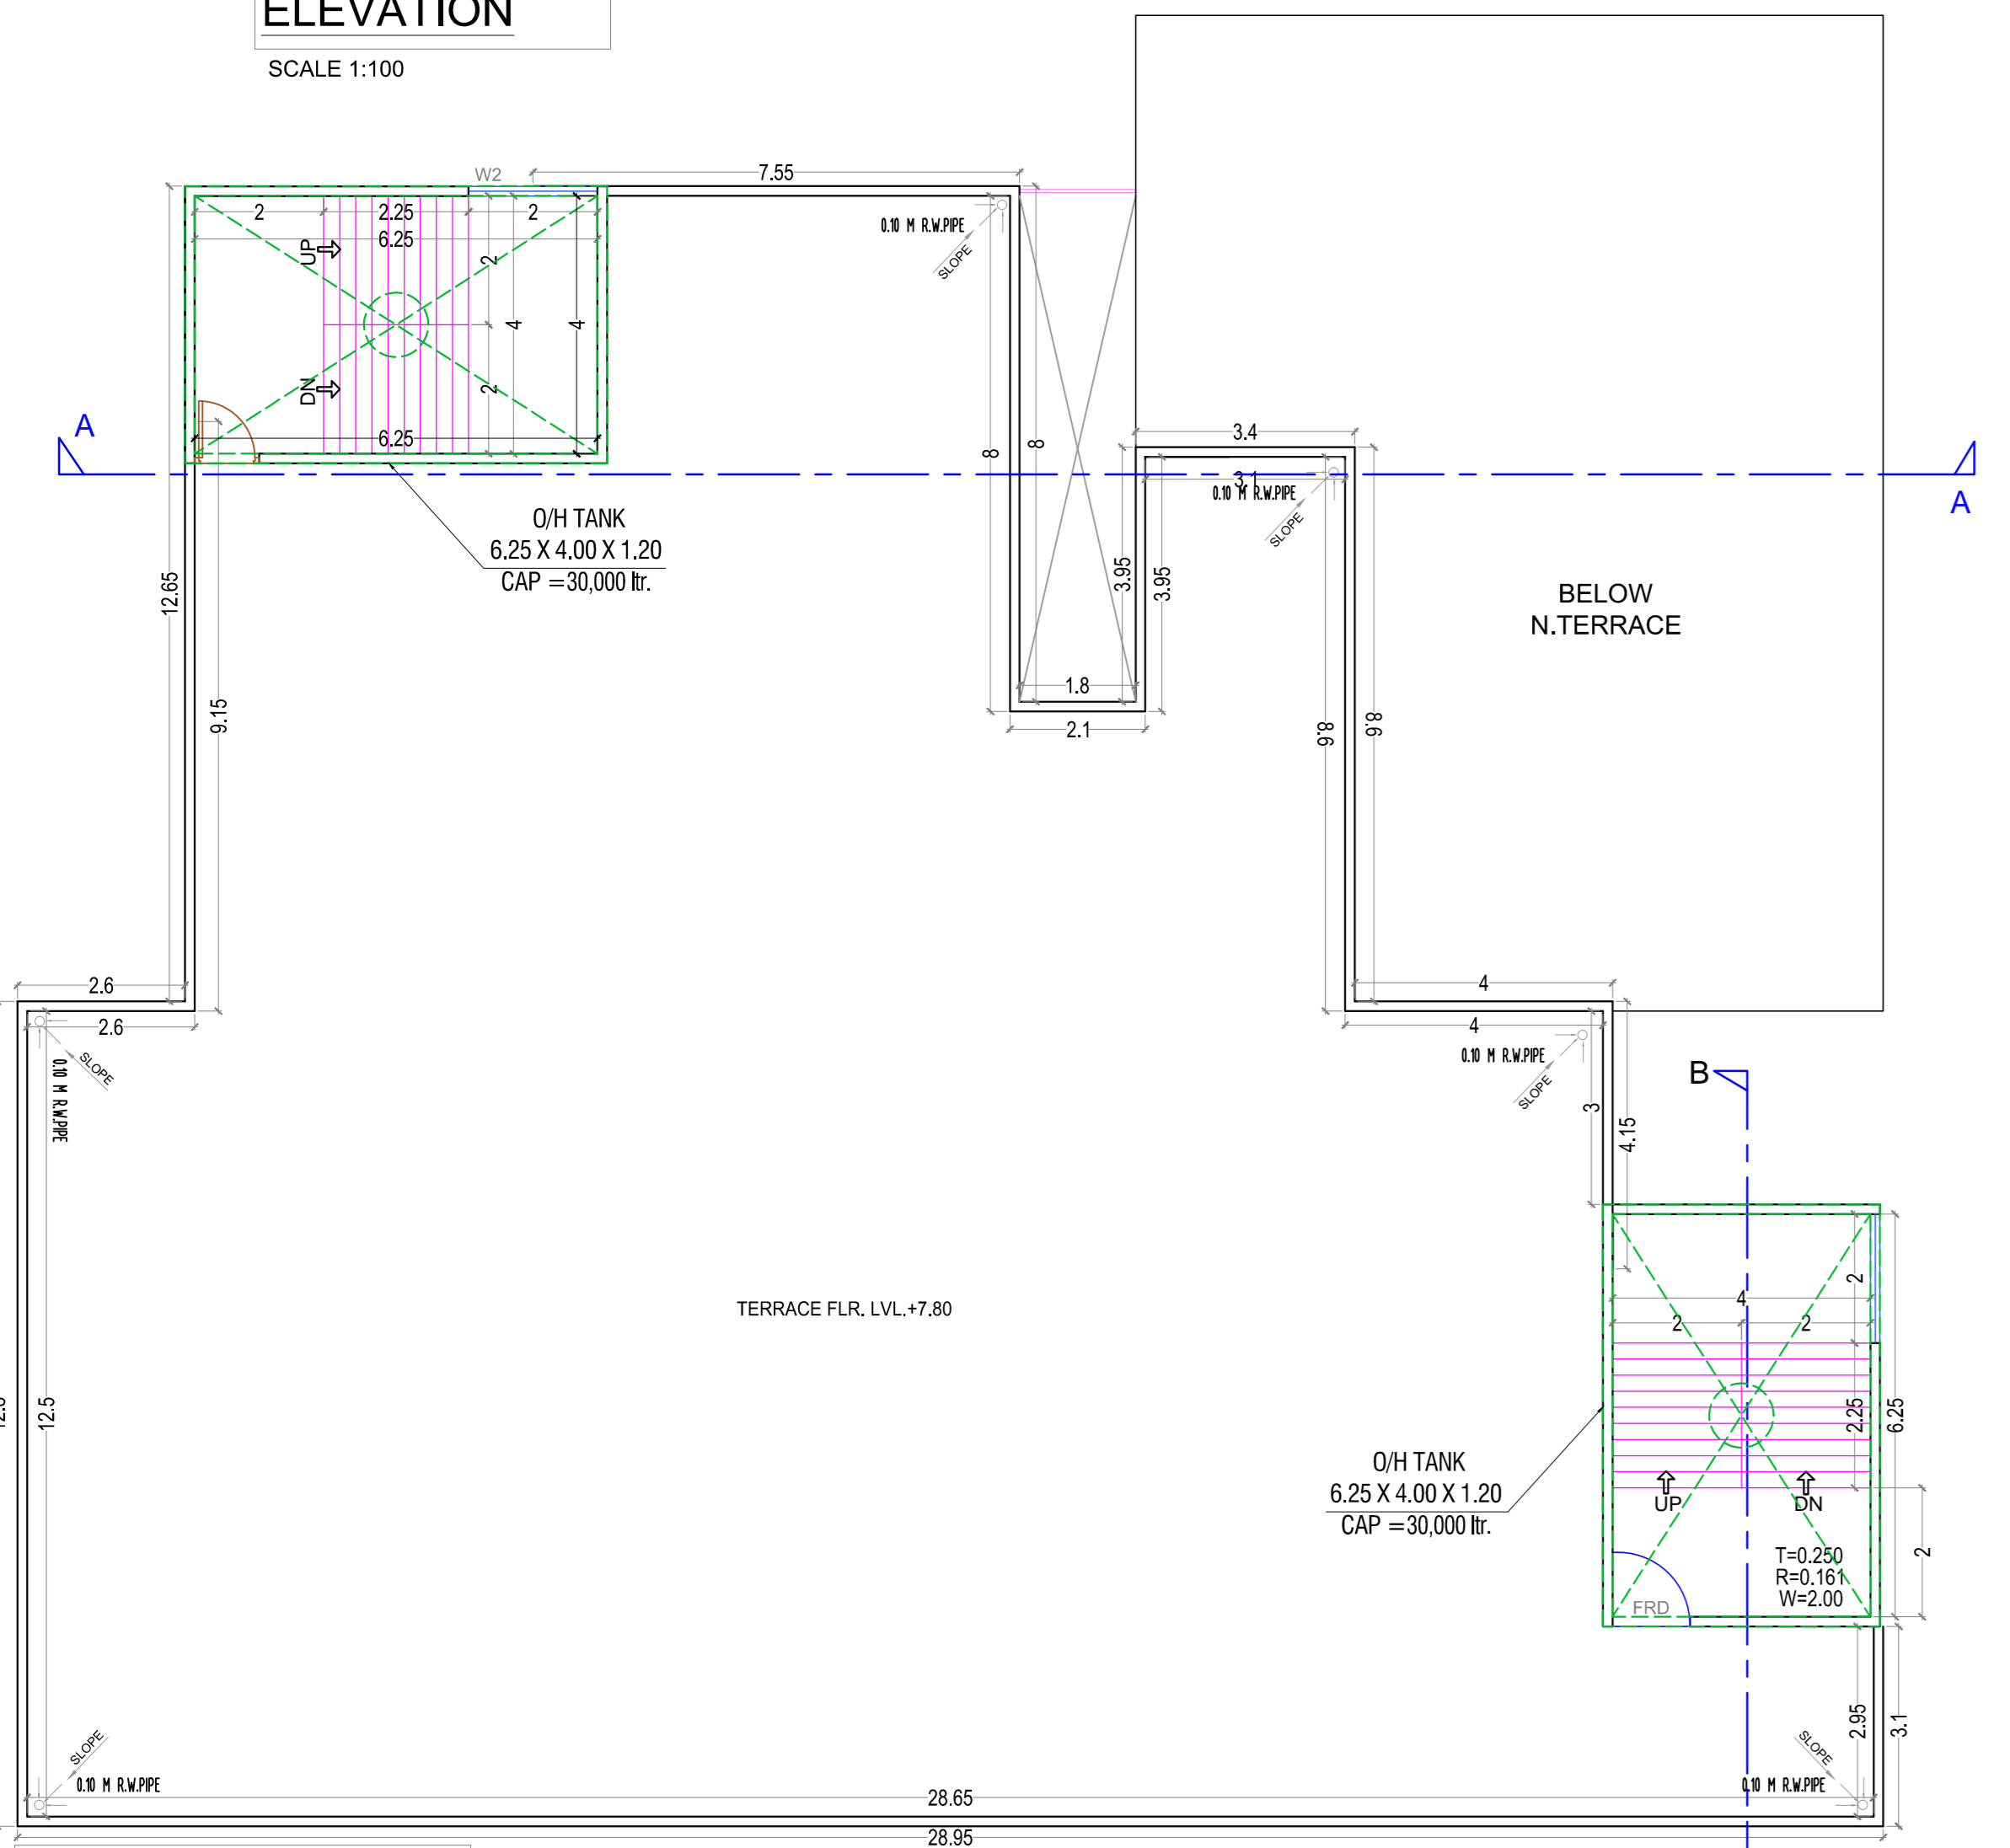 ELEVATION
SCALE 1:100
W2
7.55
2
2.25
2
6.25
UP
2
4
4
DN
2
6.25
0.10 M R.W.PIPE
SLOPE
8
8
A
A
3.4
3.1
0.10 M R.W.PIPE
SLOPE
O/H TANK
6.25 X 4.00 X 1.20
CAP =30,000 ltr.
12.65
9.15
3.95
3.95
1.8
2.1
8.6
8.6
BELOW
N.TERRACE
2.6
2.6
SLOPE
0.10 M R.W.PIPE
4
4
0.10 M R.W.PIPE
SLOPE
3
4.15
B
TERRACE FLR. LVL.+7.80
12.5
2
4
2
2
2.25
6.25
UP
DN
2
T=0.250
R=0.161
W=2.00
FRD
O/H TANK
6.25 X 4.00 X 1.20
CAP =30,000 ltr.
2.95
3.1
SLOPE
0.10 M R.W.PIPE
SLOPE
0.10 M R.W.PIPE
28.65
28.95